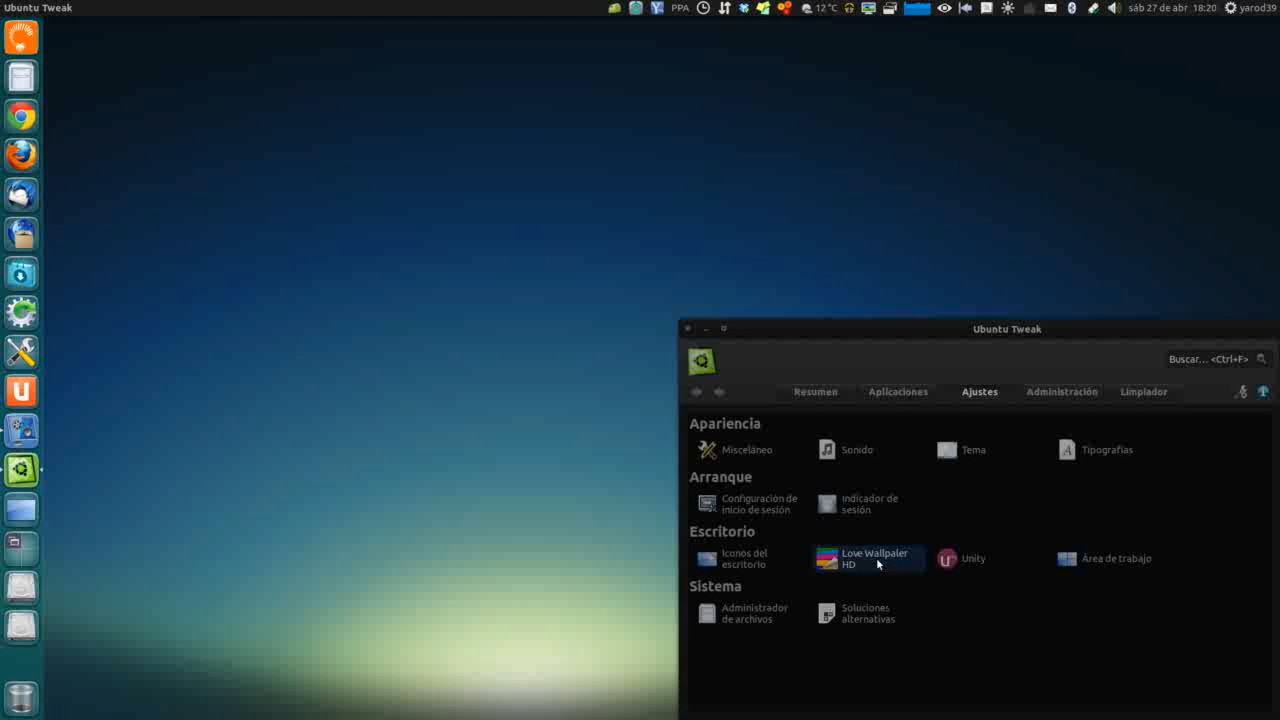 Ubuntu Tweak
PPA
12 °C
sáb 27 de abr
18:20
yarod39
Ubuntu Tweak
Buscar... <Ctrl+F>
Resumen
Aplicaciones
Ajustes
Administración
Limpiador
Apariencia
Misceláneo
Sonido
Tema
Tipografías
Arranque
Configuración de
inicio de sesión
Indicador de
sesión
Escritorio
Iconos del
escritorio
Love Wallpaler
HD
Unity
Área de trabajo
Sistema
Administrador
de archivos
Soluciones
alternativas